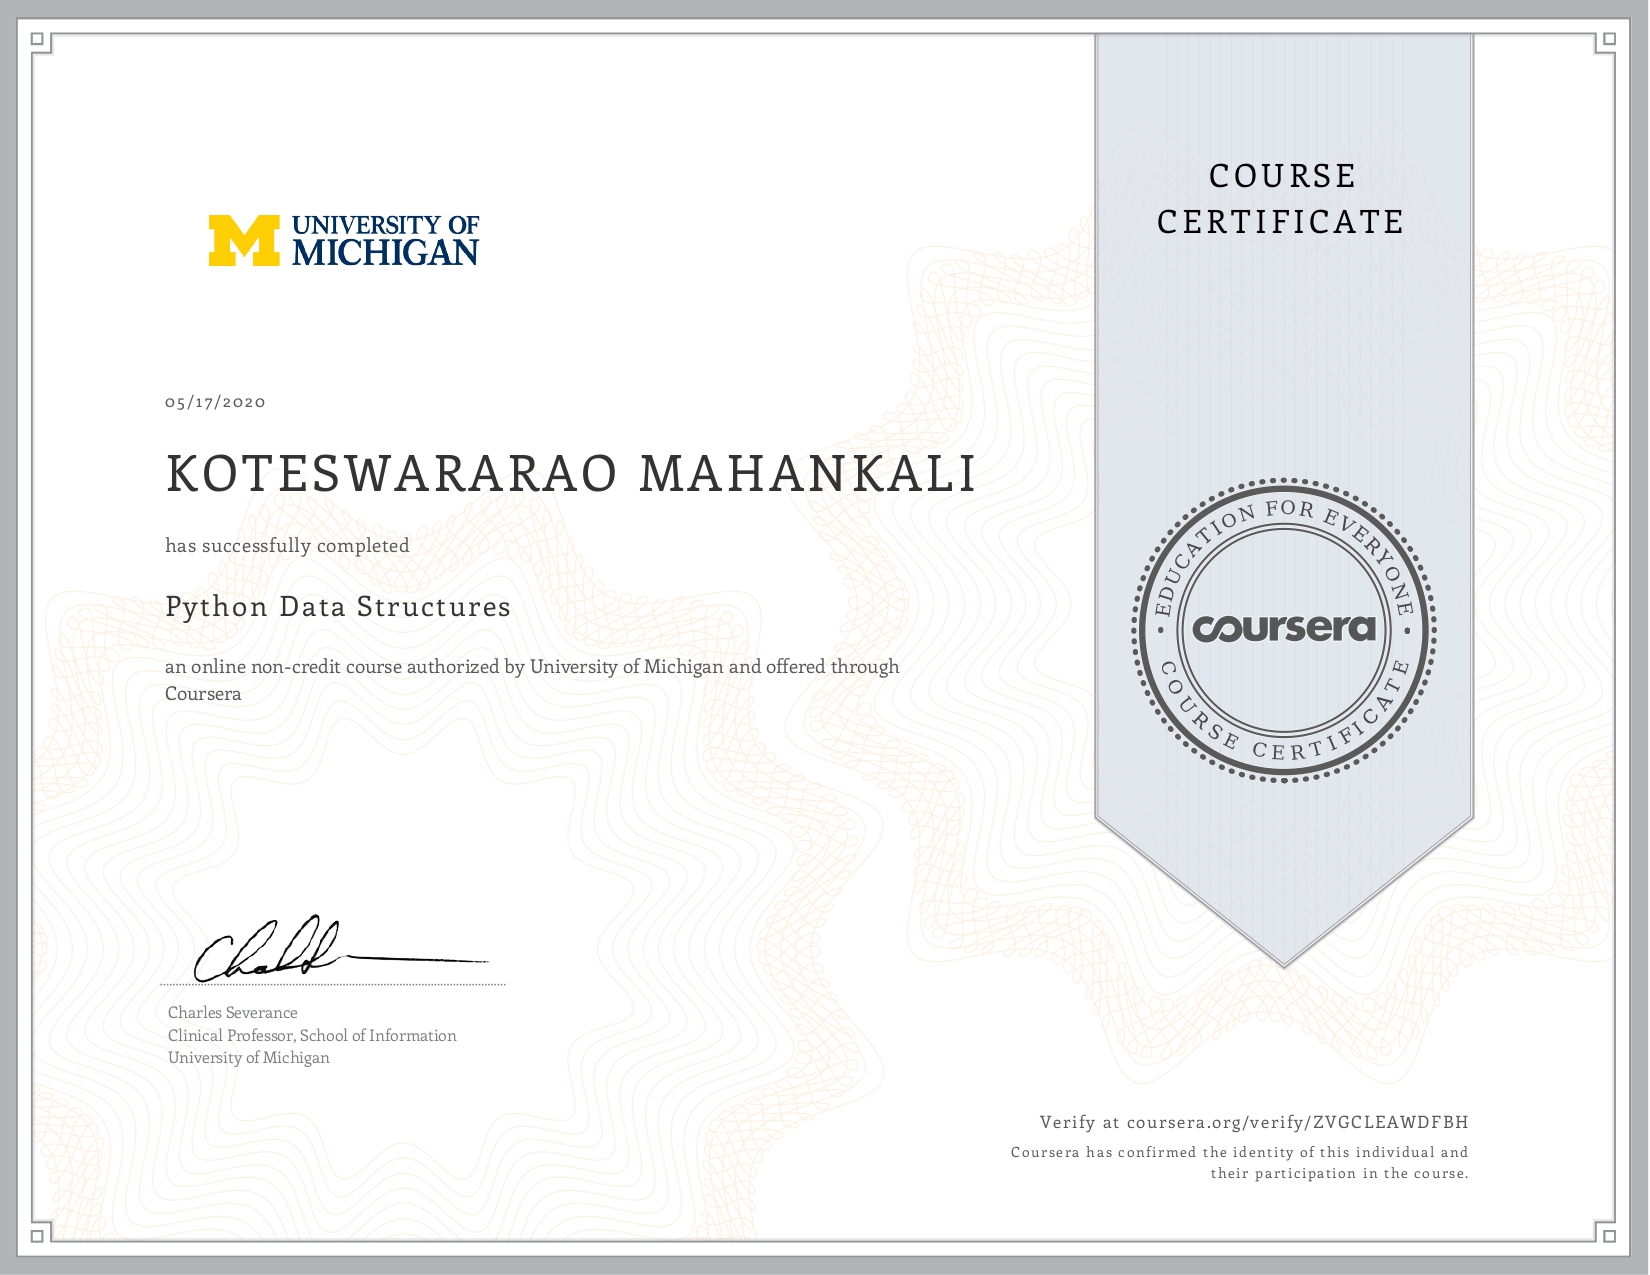 COURSE
CERTIFICATE
UNIVERSITY OF
MICHIGAN
05/17/2020
KOTESWARARAO MAHANKALI
has successfully completed
Python Data Structures
an online non-credit course authorized by University of Michigan and offered through
Coursera
EDUCATION FOR EVERYONE
coursera
COURSE CERTIFICATE
Charles Severance
Clinical Professor, School of Information
University of Michigan
Verify at coursera.org/verify/ZVGCLEAWDFBH
Coursera has confirmed the identity of this individual and
their participation in the course.